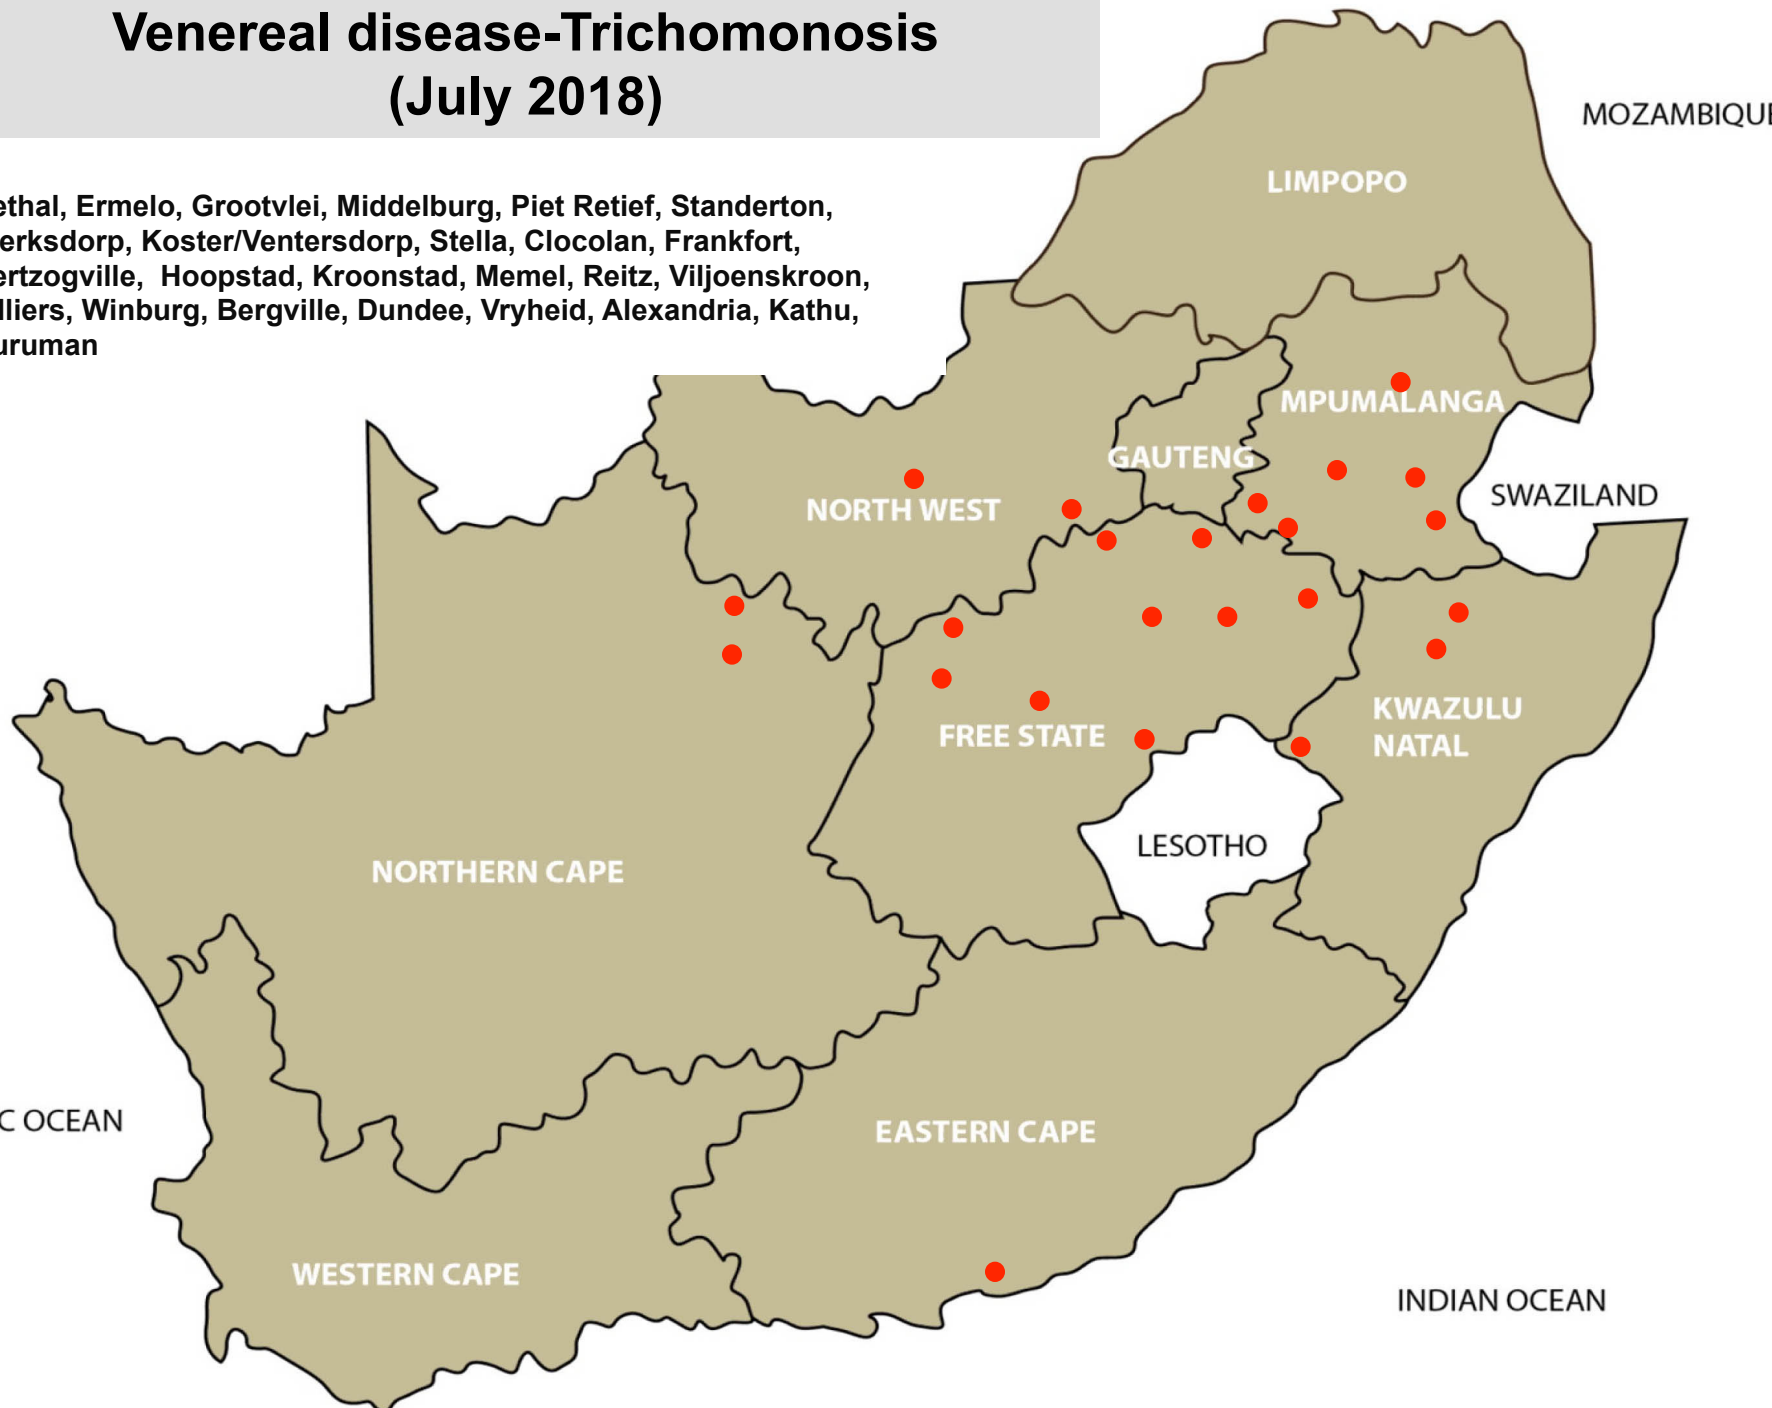 Venereal disease-Trichomonosis
(July 2018)
MOZAMBIQUE
LIMPOPO
ethal, Ermelo, Grootvlei, Middelburg, Piet Retief, Standerton,
erksdorp, Koster/Ventersdorp, Stella, Clocolan, Frankfort,
ertzogville, Hoopstad, Kroonstad, Memel, Reitz, Viljoenskroon,
lliers, Winburg, Bergville, Dundee, Vryheid, Alexandria, Kathu,
uruman
MPUMALANGA
GAUTENG
SWAZILAND
NORTH WEST
KWAZULU
NATAL
FREE STATE
LESOTHO
NORTHERN CAPE
C OCEAN
EASTERN CAPE
WESTERN CAPE
INDIAN OCEAN